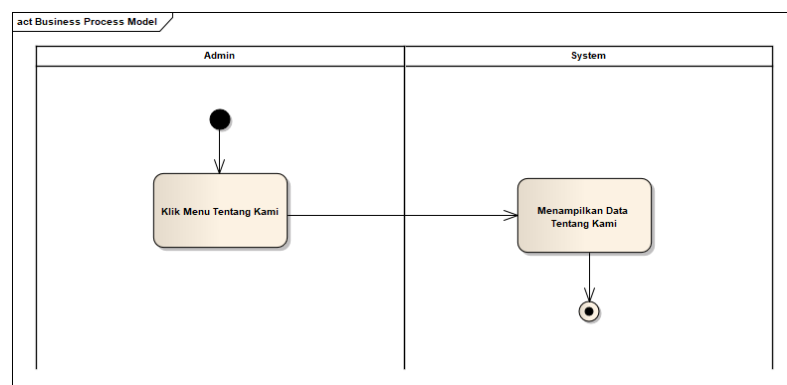 act Business Process Model
Admin
System
Klik Menu Tentang Kami
Menampilkan Data
Tentang Kami